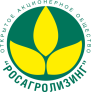 ОТКРЫТОЕ АКЦИОНЕРНОЕ ОБЩЕСТВО
"РОСАГРОЛИЗИНГ"